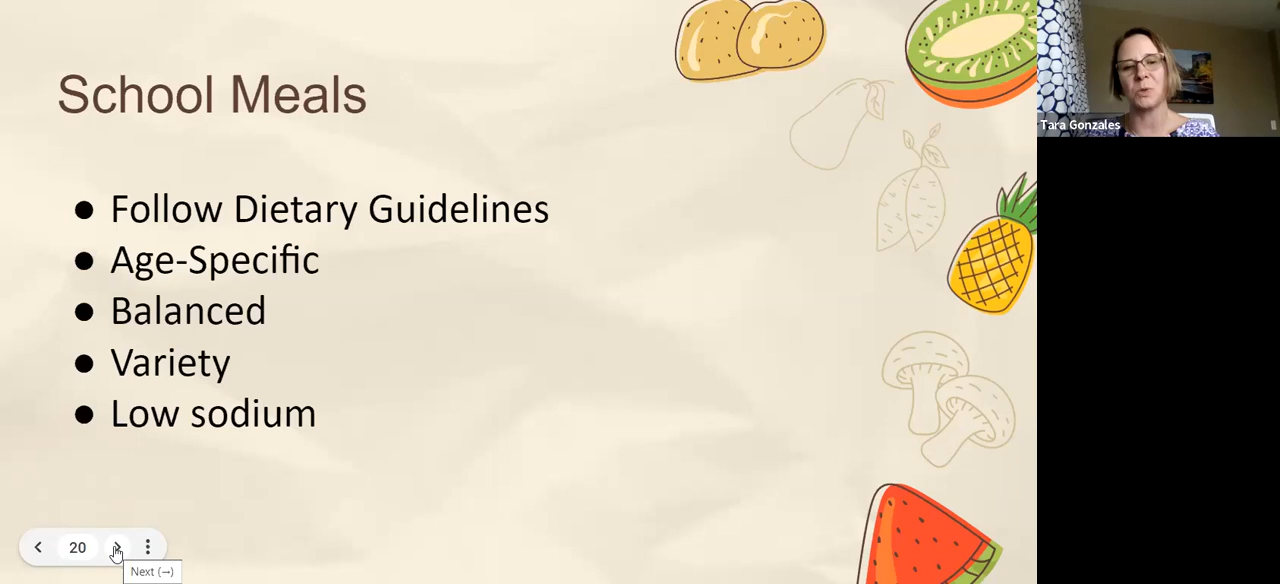 School Meals
● Follow Dietary Guidelines
● Age-Specific
● Balanced
● Variety
● Low sodium
Tara Gonzales
20
Next (→)